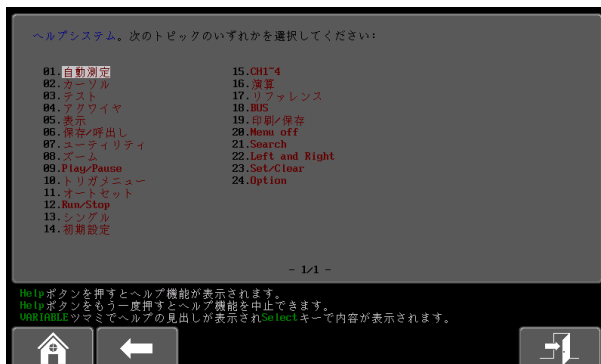 ヘルプシステム。次のトピックのいずれかを選択してください:
01.自動測定
02.カーソル
03.テスト
04.アクワイヤ
05.表示
06.保存/呼出し
07.ユーティリティ
08.ズーム
09.Play/Pause
10.トリガメニュー
11.オートセット
12.Run/Stop
13.シングル
14.初期設定
15.CH1~4
16.演算
17.リファレンス
18.BUS
19.印刷/保存
20.Menu off
21.Search
22.Left and Right
23.Set/Clear
24.Option
- 1/1 -
Helpボタンを押すとヘルプ機能が表示されます。
Helpボタンをもう一度押すとヘルプ機能を中止できます。
VARIABLEツマミでヘルプの見出しが表示されSelectキーで内容が表示されます。